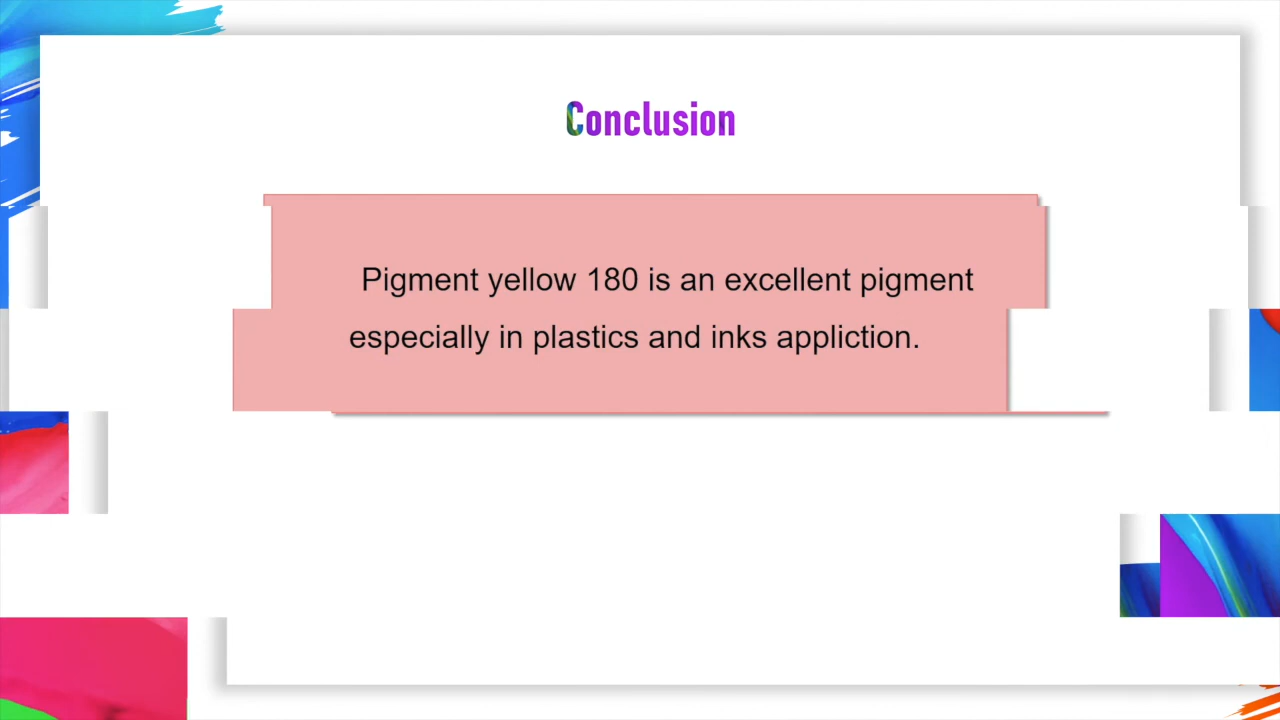 Conclusion
Pigment yellow 180 is an excellent pigment
especially in plastics and inks appliction.